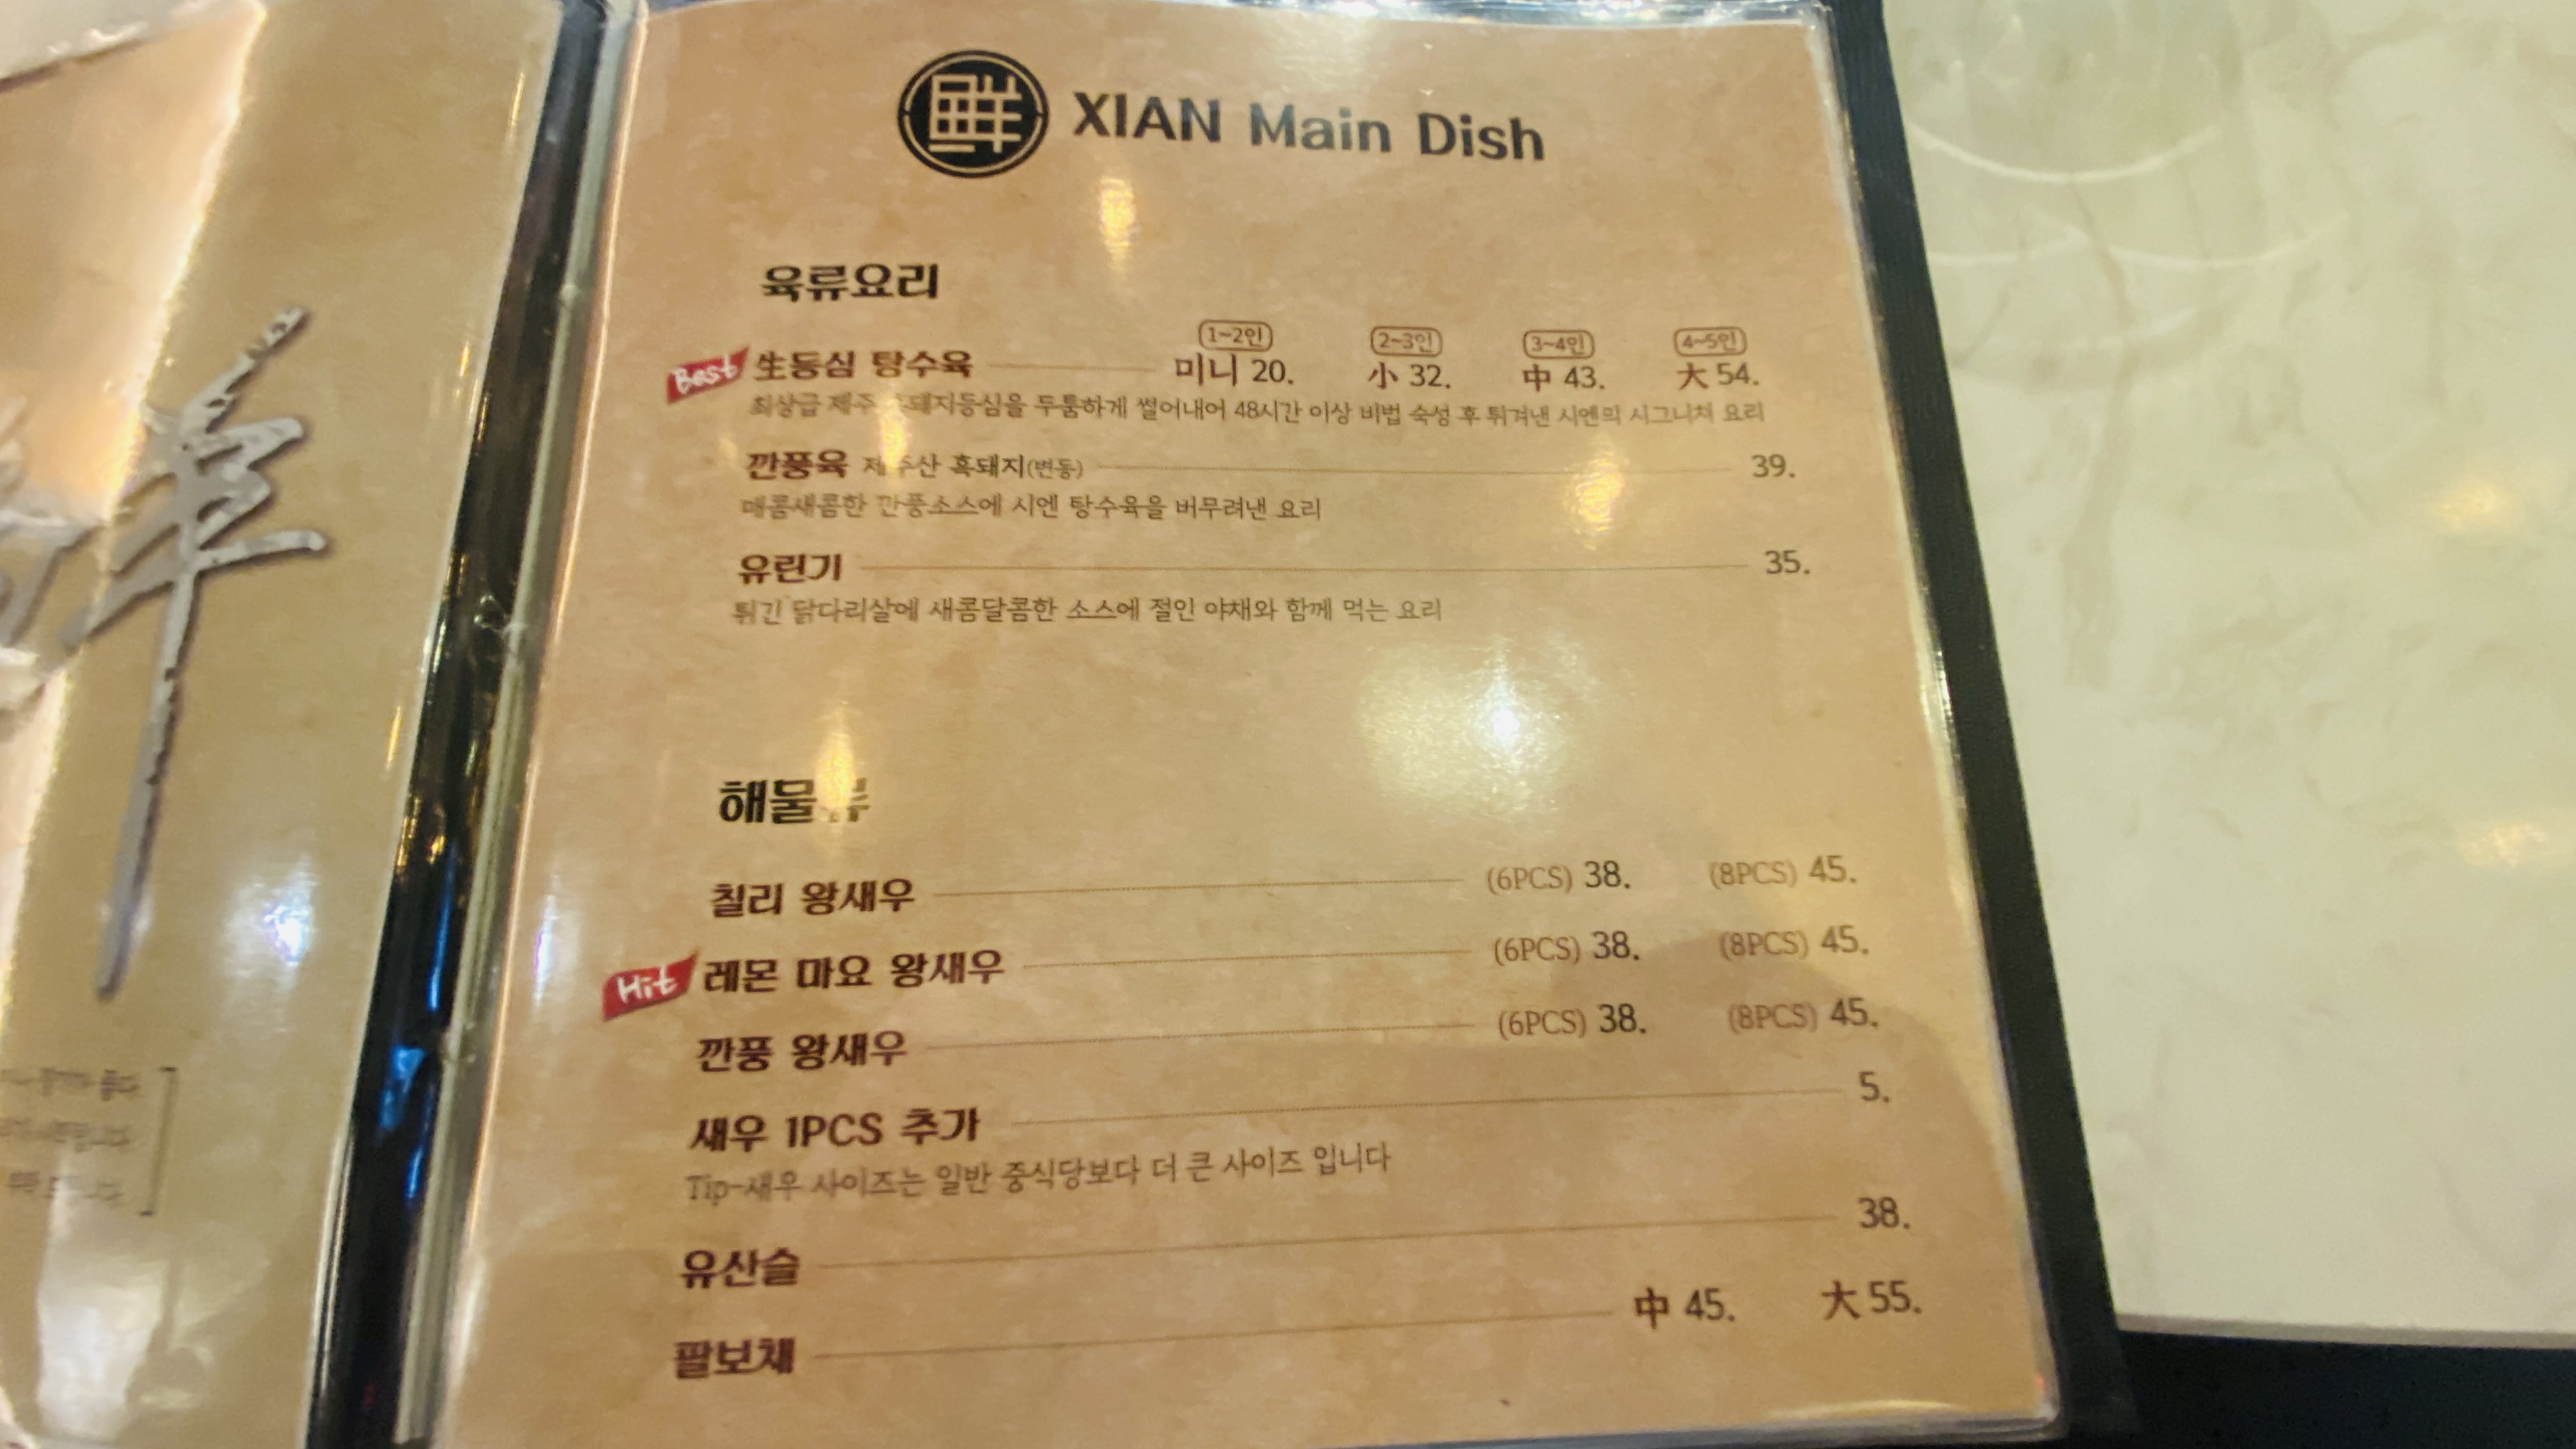 鮮 XIAN Main Dish
육류요리
1~2인 2~3인 3~4인 4~5인
Best 生등심 탕수육 미니 20. 小 32. 中 43. 大 54.
최상급 제주 돼지등심을 두툼하게 썰어내어 48시간 이상 비법 숙성 후 튀겨낸 시엔의 시그니쳐 요리
깐풍육 제주산 흑돼지(변동) 39.
매콤새콤한 깐풍소스에 시엔 탕수육을 버무려낸 요리
유린기 35.
튀긴 닭다리살에 새콤달콤한 소스에 절인 야채와 함께 먹는 요리
해물류
칠리 왕새우 (6PCS) 38. (8PCS) 45.
Hit 레몬 마요 왕새우 (6PCS) 38. (8PCS) 45.
깐풍 왕새우 (6PCS) 38. (8PCS) 45.
새우 1PCS 추가 5.
Tip-새우 사이즈는 일반 중식당보다 더 큰 사이즈 입니다
유산슬 38.
팔보채 中 45. 大 55.